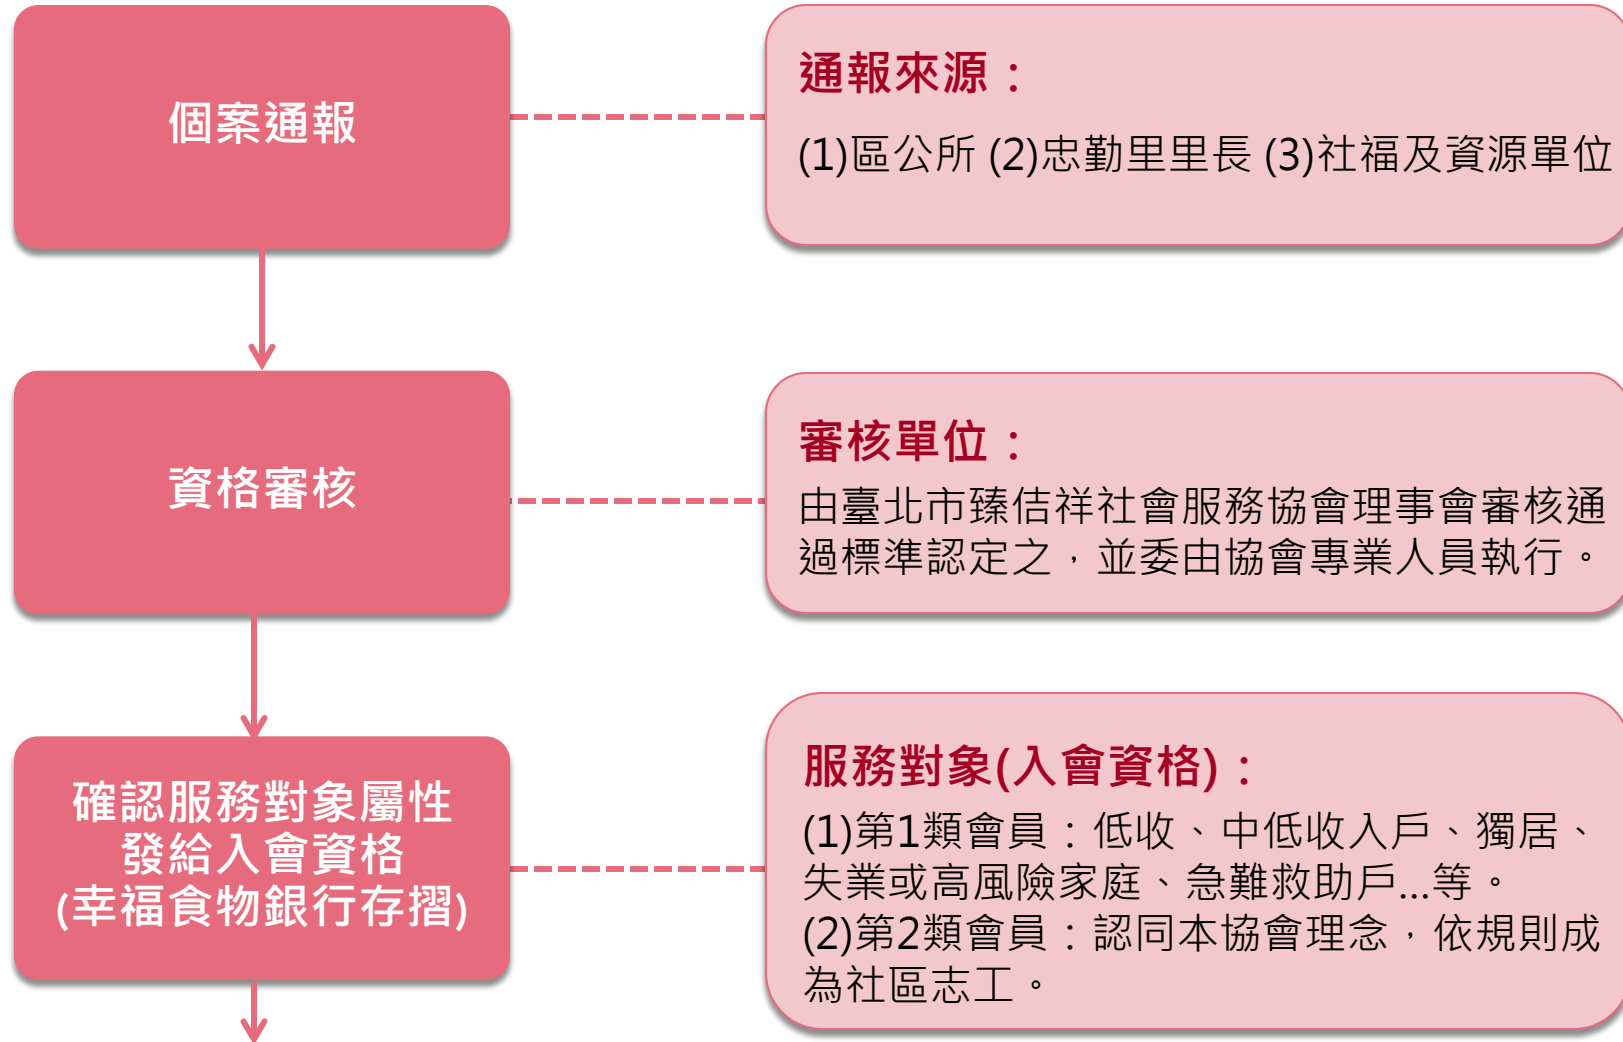 個案通報
通報來源：
(1)區公所 (2)忠勤里里長 (3)社福及資源單位
資格審核
審核單位：
由臺北市臻佶祥社會服務協會理事會審核通
過標準認定之，並委由協會專業人員執行。
確認服務對象屬性
發給入會資格
(幸福食物銀行存摺)
服務對象(入會資格)：
(1)第1類會員：低收、中低收入戶、獨居、
失業或高風險家庭、急難救助戶...等。
(2)第2類會員：認同本協會理念，依規則成
為社區志工。